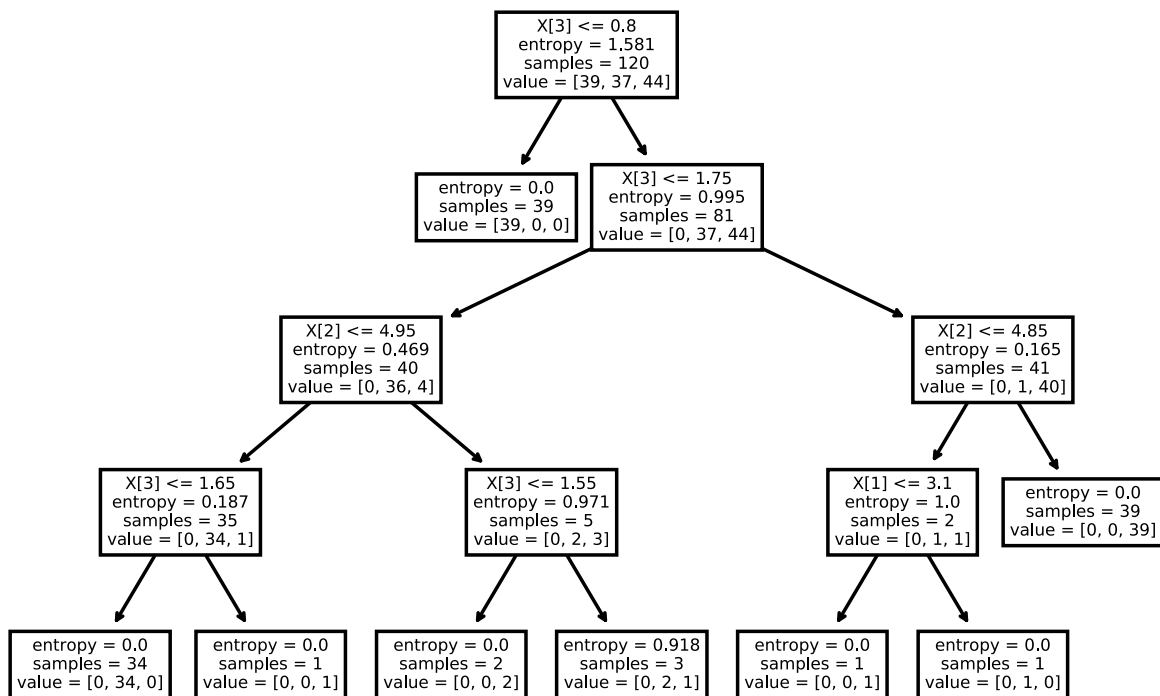 X[3] <= 0.8
entropy = 1.581
samples = 120
value = [39, 37, 44]
entropy = 0.0
samples = 39
value = [39, 0, 0]
X[3] <= 1.75
entropy = 0.995
samples = 81
value = [0, 37, 44]
X[2] <= 4.95
entropy = 0.469
samples = 40
value = [0, 36, 4]
X[2] <= 4.85
entropy = 0.165
samples = 41
value = [0, 1, 40]
X[3] <= 1.65
entropy = 0.187
samples = 35
value = [0, 34, 1]
X[3] <= 1.55
entropy = 0.971
samples = 5
value = [0, 2, 3]
X[1] <= 3.1
entropy = 1.0
samples = 2
value = [0, 1, 1]
entropy = 0.0
samples = 39
value = [0, 0, 39]
entropy = 0.0
samples = 34
value = [0, 34, 0]
entropy = 0.0
samples = 1
value = [0, 0, 1]
entropy = 0.0
samples = 2
value = [0, 0, 2]
entropy = 0.918
samples = 3
value = [0, 2, 1]
entropy = 0.0
samples = 1
value = [0, 0, 1]
entropy = 0.0
samples = 1
value = [0, 1, 0]